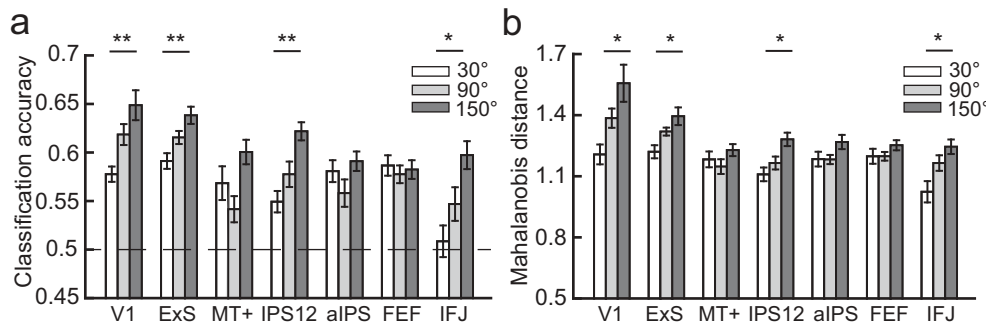 a
** ** ** *
0.7
0.65
0.6
0.55
0.5
0.45
Classification accuracy
30°
90°
150°
V1 ExS MT+ IPS12 aIPS FEF IFJ
b
* * * *
1.7
1.4
1.1
0.8
0.5
Mahalanobis distance
30°
90°
150°
V1 ExS MT+ IPS12 aIPS FEF IFJ